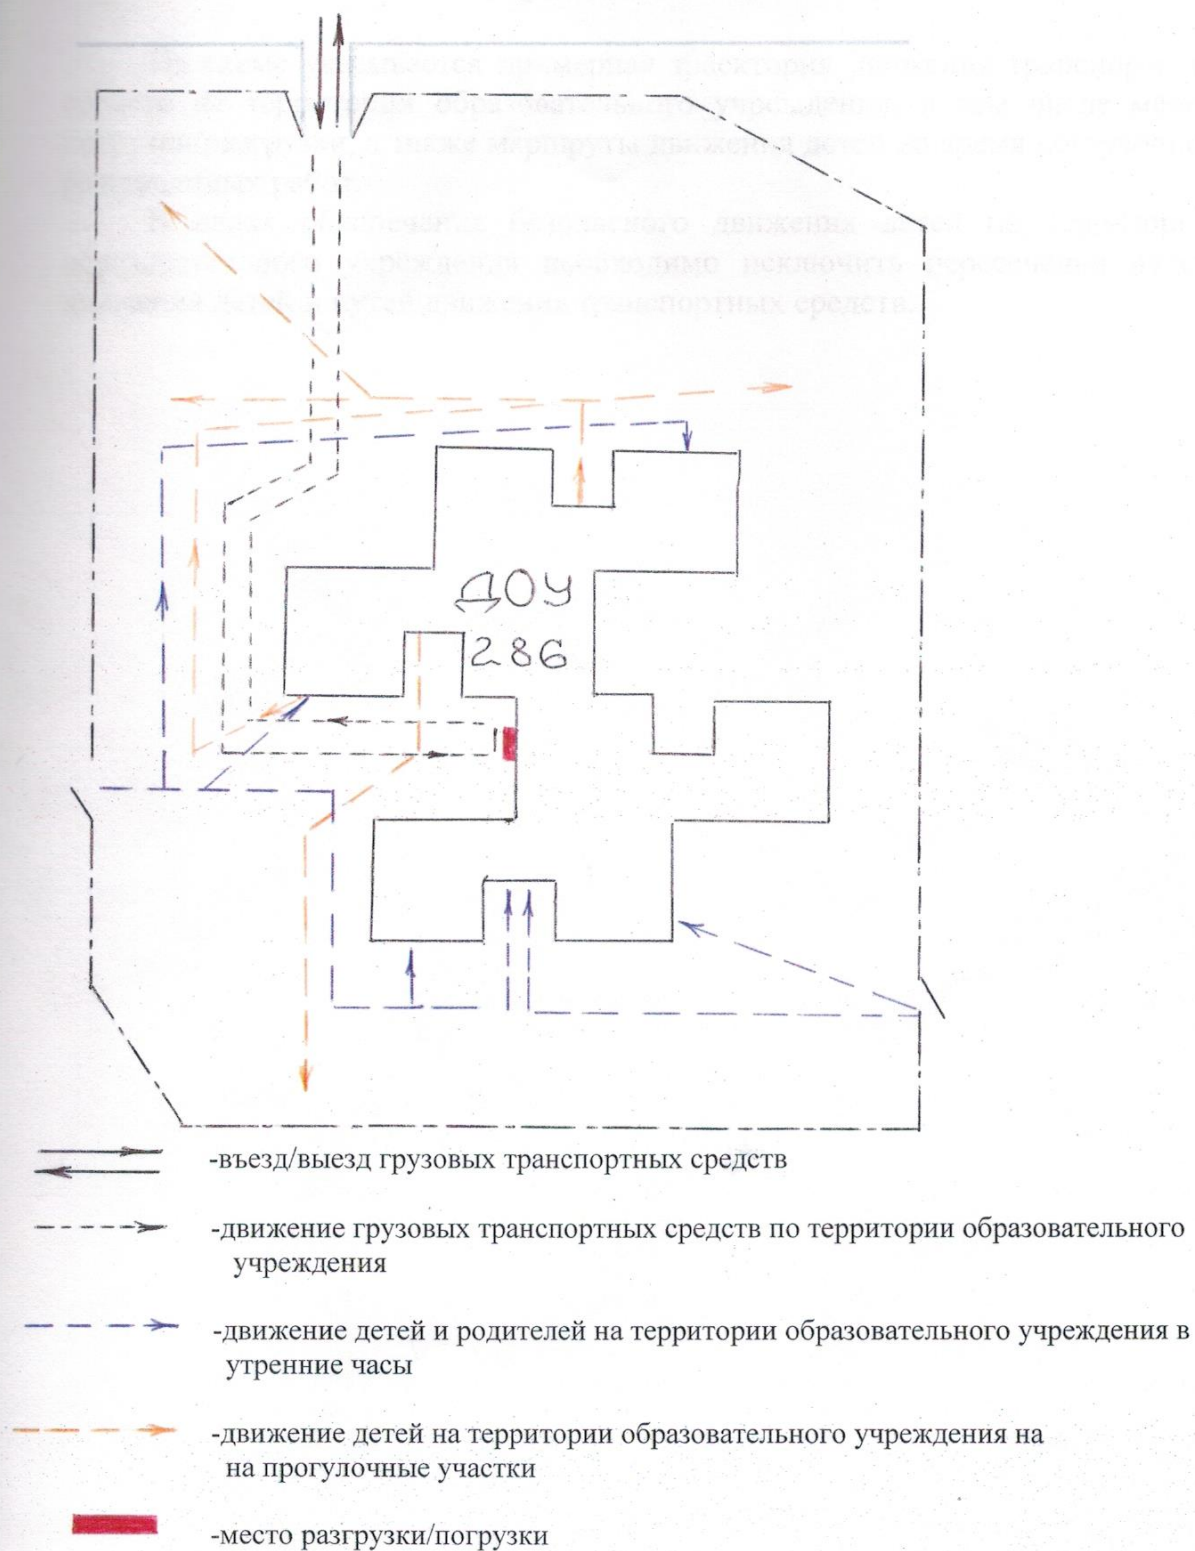 ДОУ
286
-въезд/выезд грузовых транспортных средств
-движение грузовых транспортных средств по территории образовательного
учреждения
-движение детей и родителей на территории образовательного учреждения в
утренние часы
-движение детей на территории образовательного учреждения на
на прогулочные участки
-место разгрузки/погрузки